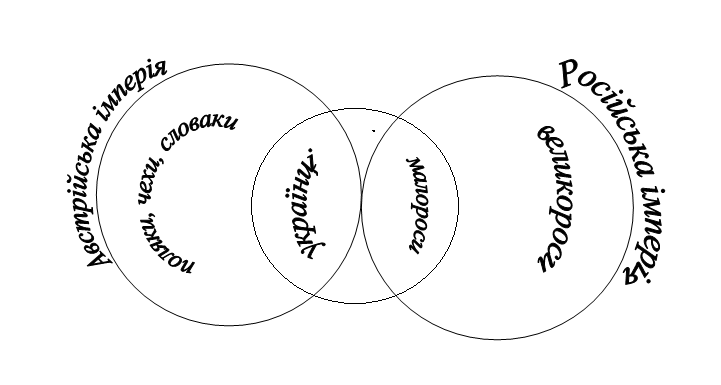 Австрійська імперія
поляки, чехи, словаки
українці
малороси
великороси
Російська імперія